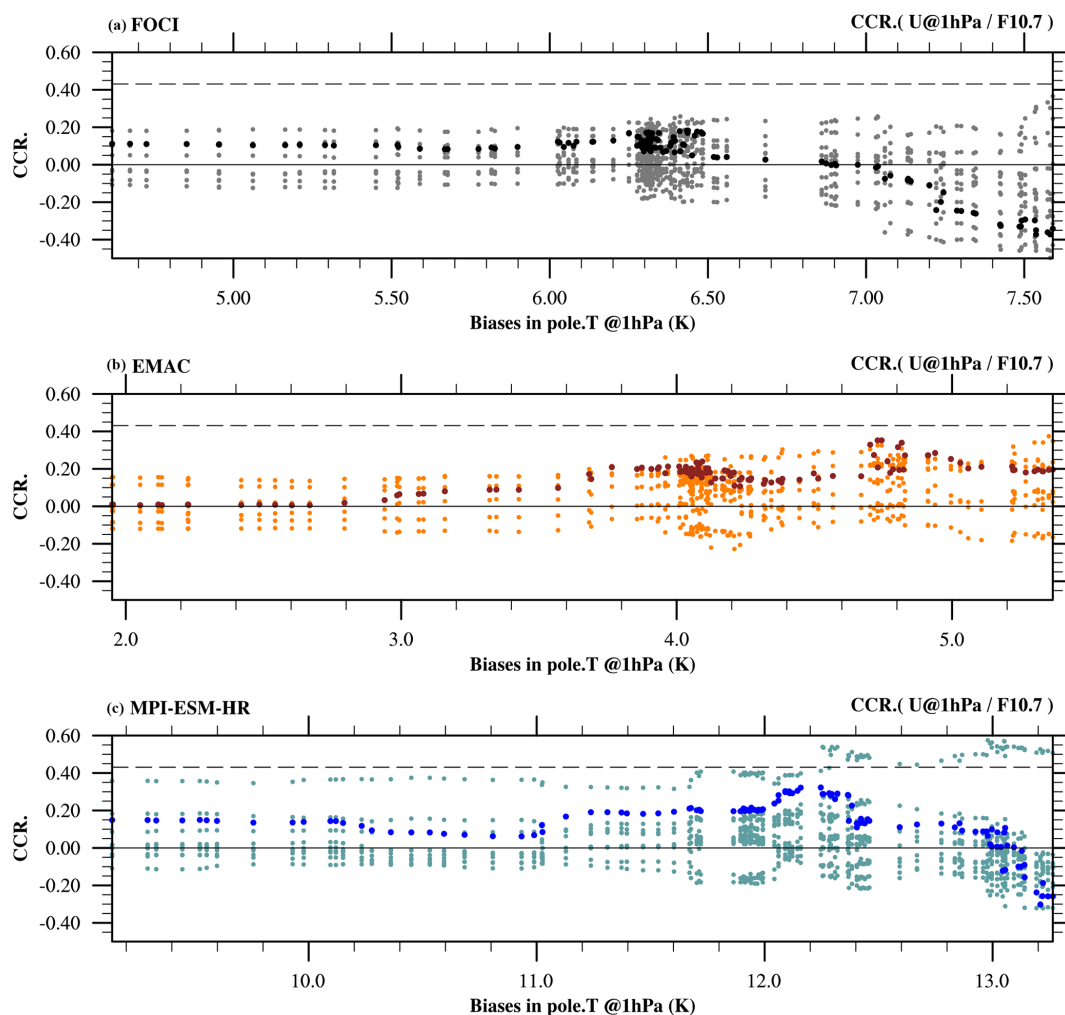 (a) FOCI CCR.( U@1hPa / F10.7 )
0.60
0.40
0.20
0.00
-0.20
-0.40
CCR.
5.00 5.50 6.00 6.50 7.00 7.50
Biases in pole.T @1hPa (K)
(b) EMAC CCR.( U@1hPa / F10.7 )
0.60
0.40
0.20
0.00
-0.20
-0.40
CCR.
2.0 3.0 4.0 5.0
Biases in pole.T @1hPa (K)
(c) MPI-ESM-HR CCR.( U@1hPa / F10.7 )
0.60
0.40
0.20
0.00
-0.20
-0.40
CCR.
10.0 11.0 12.0 13.0
Biases in pole.T @1hPa (K)